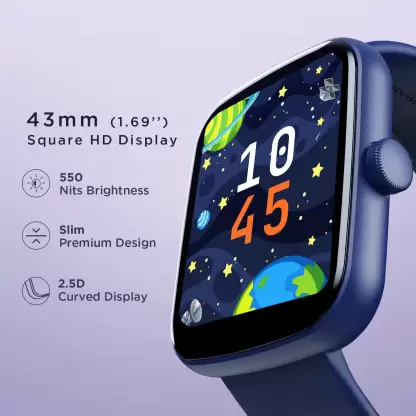 43mm (1.69’’)
Square HD Display
550
Nits Brightness
Slim
Premium Design
2.5D
Curved Display
10
45